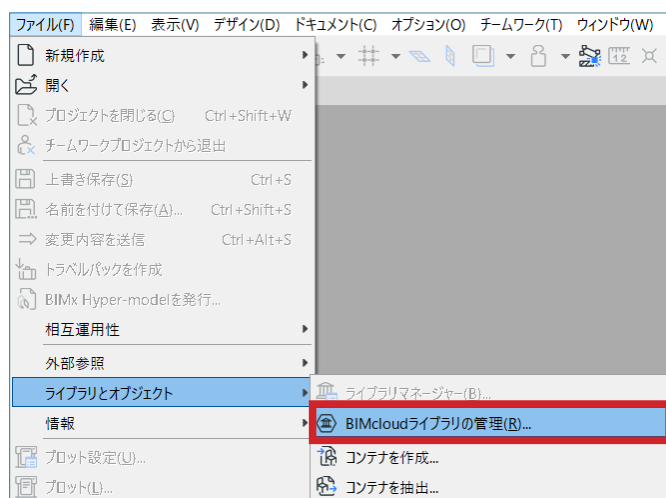 ファイル(F) 編集(E) 表示(V) デザイン(D) ドキュメント(C) オプション(O) チームワーク(T) ウィンドウ(W)
新規作成
開く
プロジェクトを閉じる(C) Ctrl+Shift+W
チームワークプロジェクトから退出
上書き保存(S) Ctrl+S
名前を付けて保存(A)... Ctrl+Shift+S
変更内容を送信 Ctrl+Alt+S
トラベルパックを作成
BIMx Hyper-modelを発行...
相互運用性
外部参照
ライブラリとオブジェクト
ライブラリマネージャー(B)...
情報
BIMcloudライブラリの管理(R)...
プロット設定(U)...
コンテナを作成...
プロット(L)...
コンテナを抽出...
12